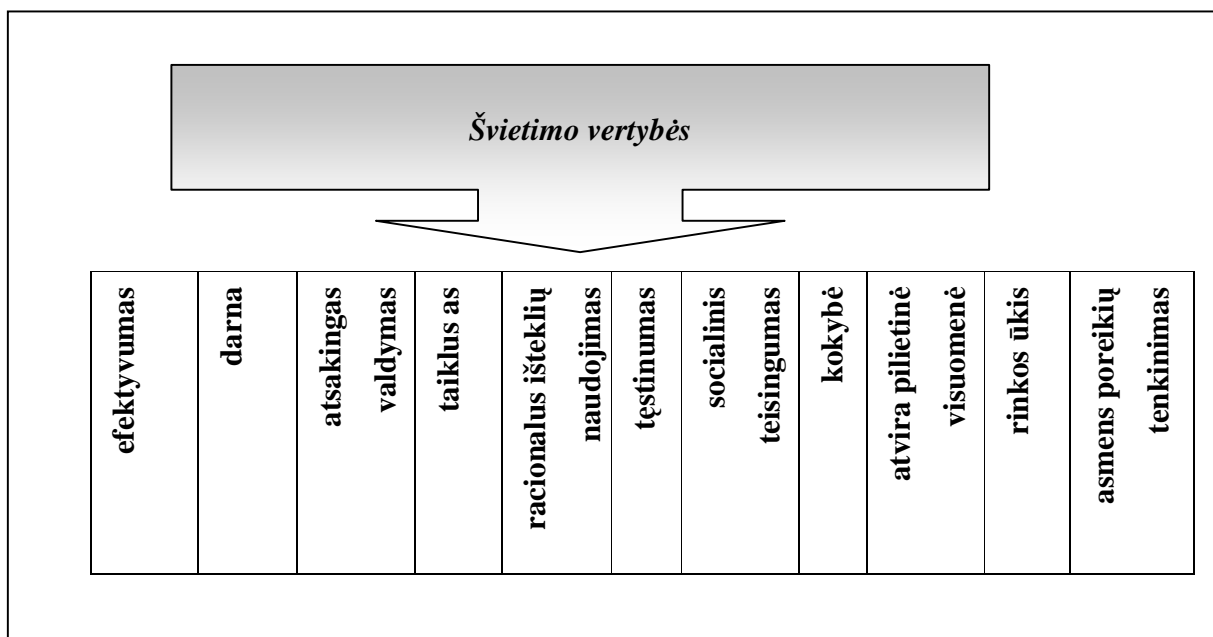 Švietimo vertybės
efektyvumas
darna
atsakingas
valdymas
taiklus as
racionalus išteklių
naudojimas
tęstinumas
socialinis
teisingumas
kokybė
atvira pilietinė
visuomenė
rinkos ūkis
asmens poreikių
tenkinimas